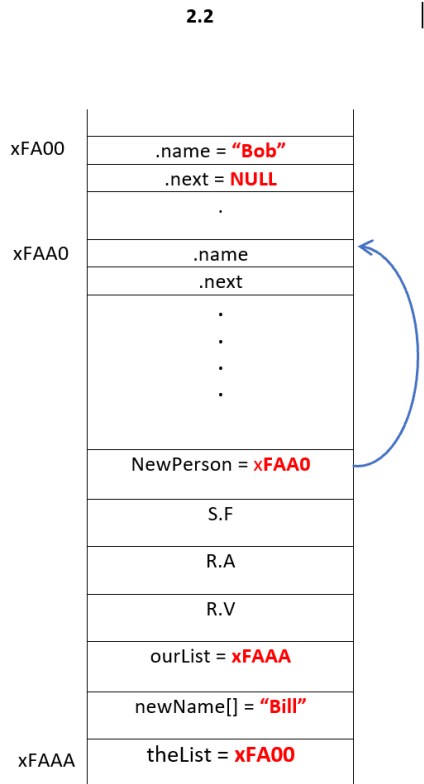 2.2
xFA00 .name = “Bob”
.next = NULL
.
xFAA0 .name
.next
.
.
.
.
NewPerson = xFAA0
S.F
R.A
R.V
ourList = xFAAA
newName[] = “Bill”
xFAAA theList = xFA00